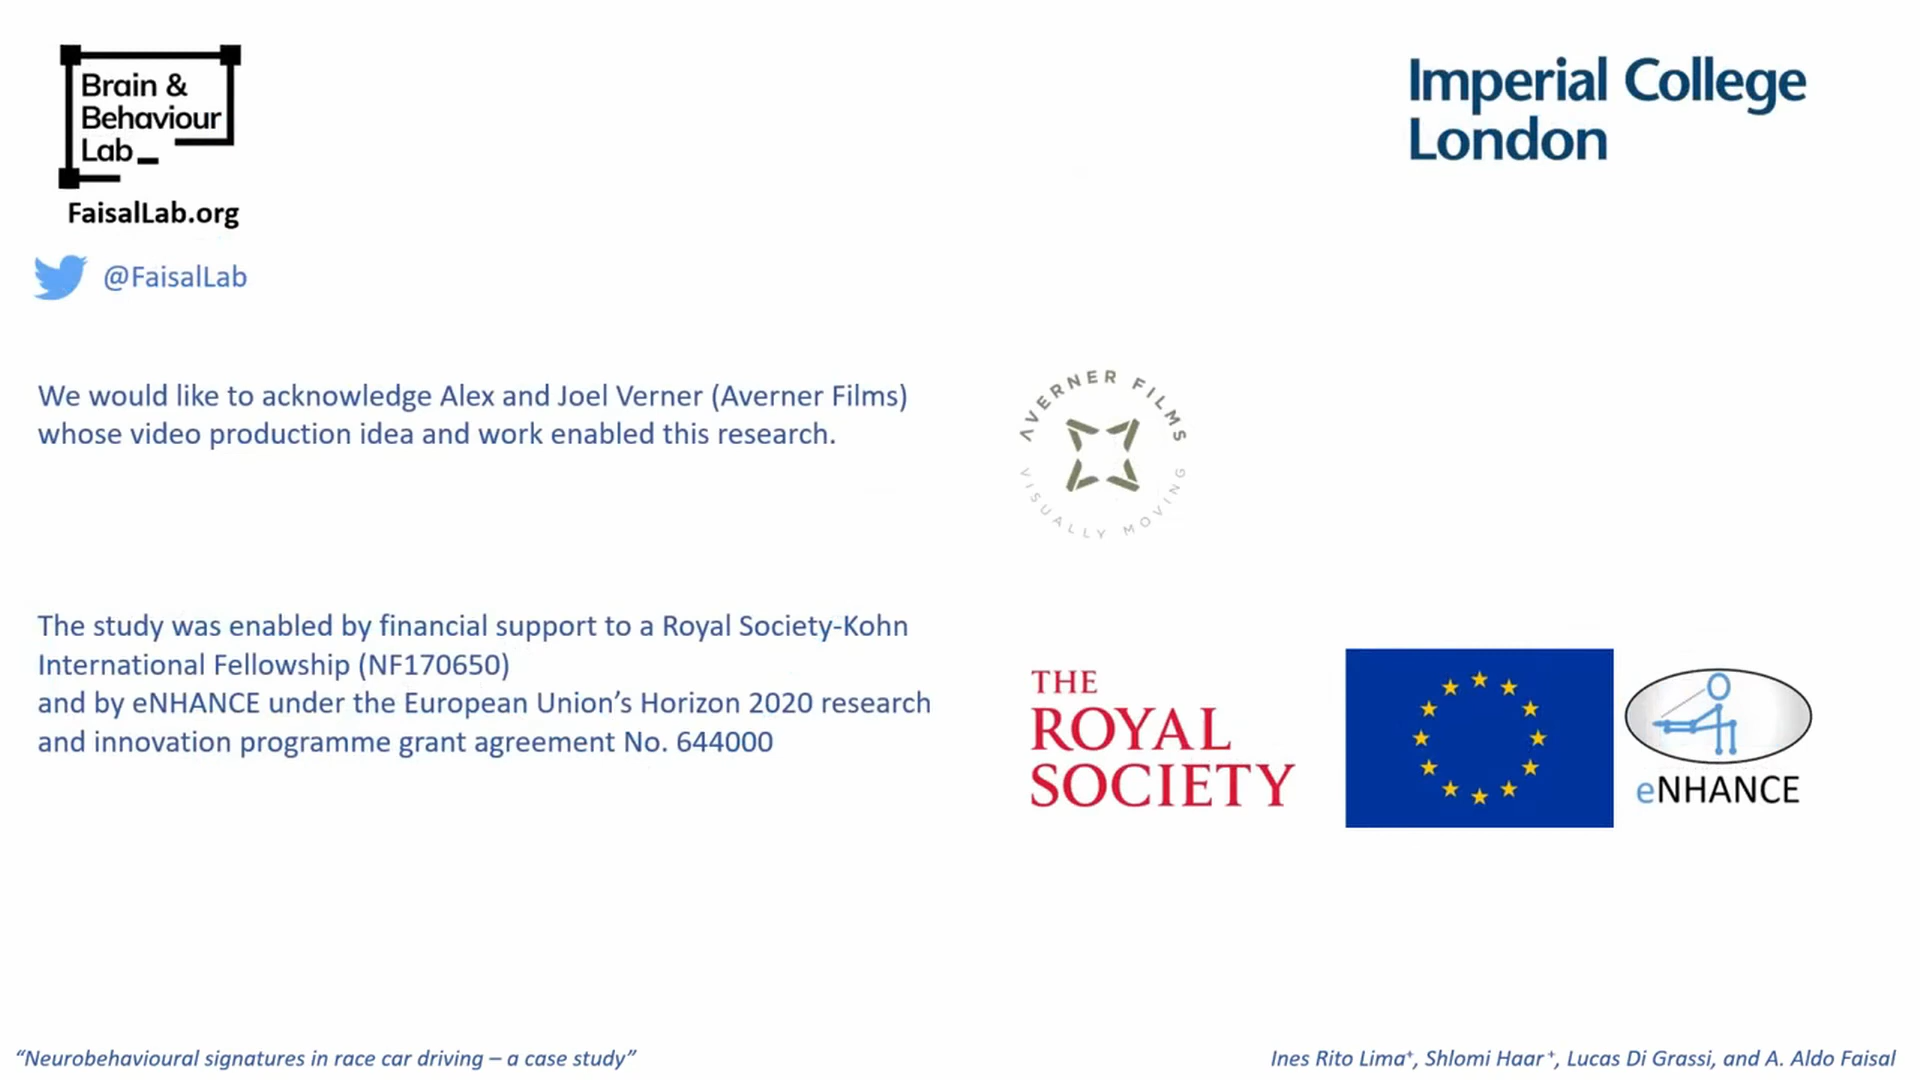 Brain &
Behaviour
Lab_
FaisalLab.org
@FaisalLab
Imperial College
London
We would like to acknowledge Alex and Joel Verner (Averner Films)
whose video production idea and work enabled this research.
AVERNER FILMS
VISUALLY MOVING
The study was enabled by financial support to a Royal Society-Kohn
International Fellowship (NF170650)
and by eNHANCE under the European Union’s Horizon 2020 research
and innovation programme grant agreement No. 644000
THE
ROYAL
SOCIETY
eNHANCE
“Neurobehavioural signatures in race car driving – a case study”
Ines Rito Lima⁺, Shlomi Haar⁺, Lucas Di Grassi, and A. Aldo Faisal